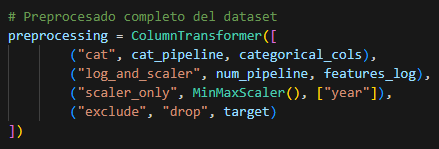 # Preprocesado completo del dataset
preprocessing = ColumnTransformer([
("cat", cat_pipeline, categorical_cols),
("log_and_scaler", num_pipeline, features_log),
("scaler_only", MinMaxScaler(), ["year"]),
("exclude", "drop", target)
])